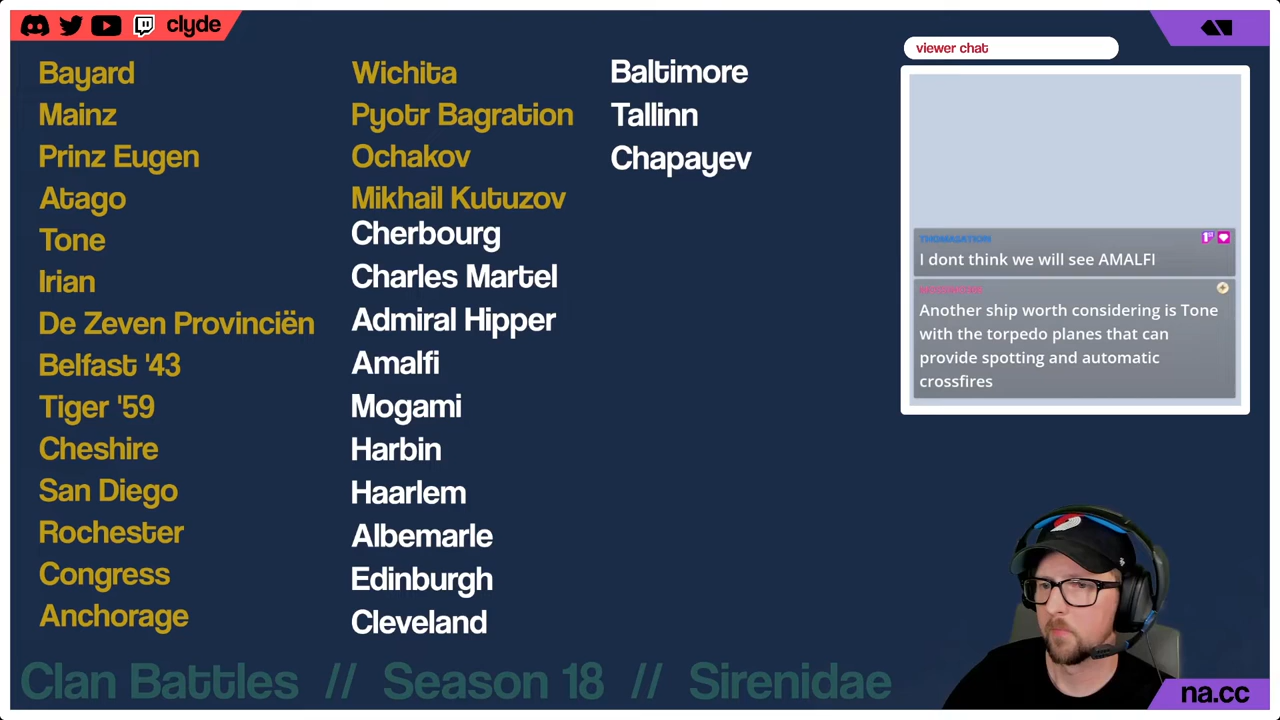 clyde
Bayard
Mainz
Prinz Eugen
Atago
Tone
Irian
De Zeven Provinciën
Belfast '43
Tiger '59
Cheshire
San Diego
Rochester
Congress
Anchorage
Wichita
Pyotr Bagration
Ochakov
Mikhail Kutuzov
Cherbourg
Charles Martel
Admiral Hipper
Amalfi
Mogami
Harbin
Haarlem
Albemarle
Edinburgh
Cleveland
Baltimore
Tallinn
Chapayev
viewer chat
THOMASATION
I dont think we will see AMALFI
Another ship worth considering is Tone
with the torpedo planes that can
provide spotting and automatic
crossfires
Clan Battles // Season 18 // Sirenidae
na.cc